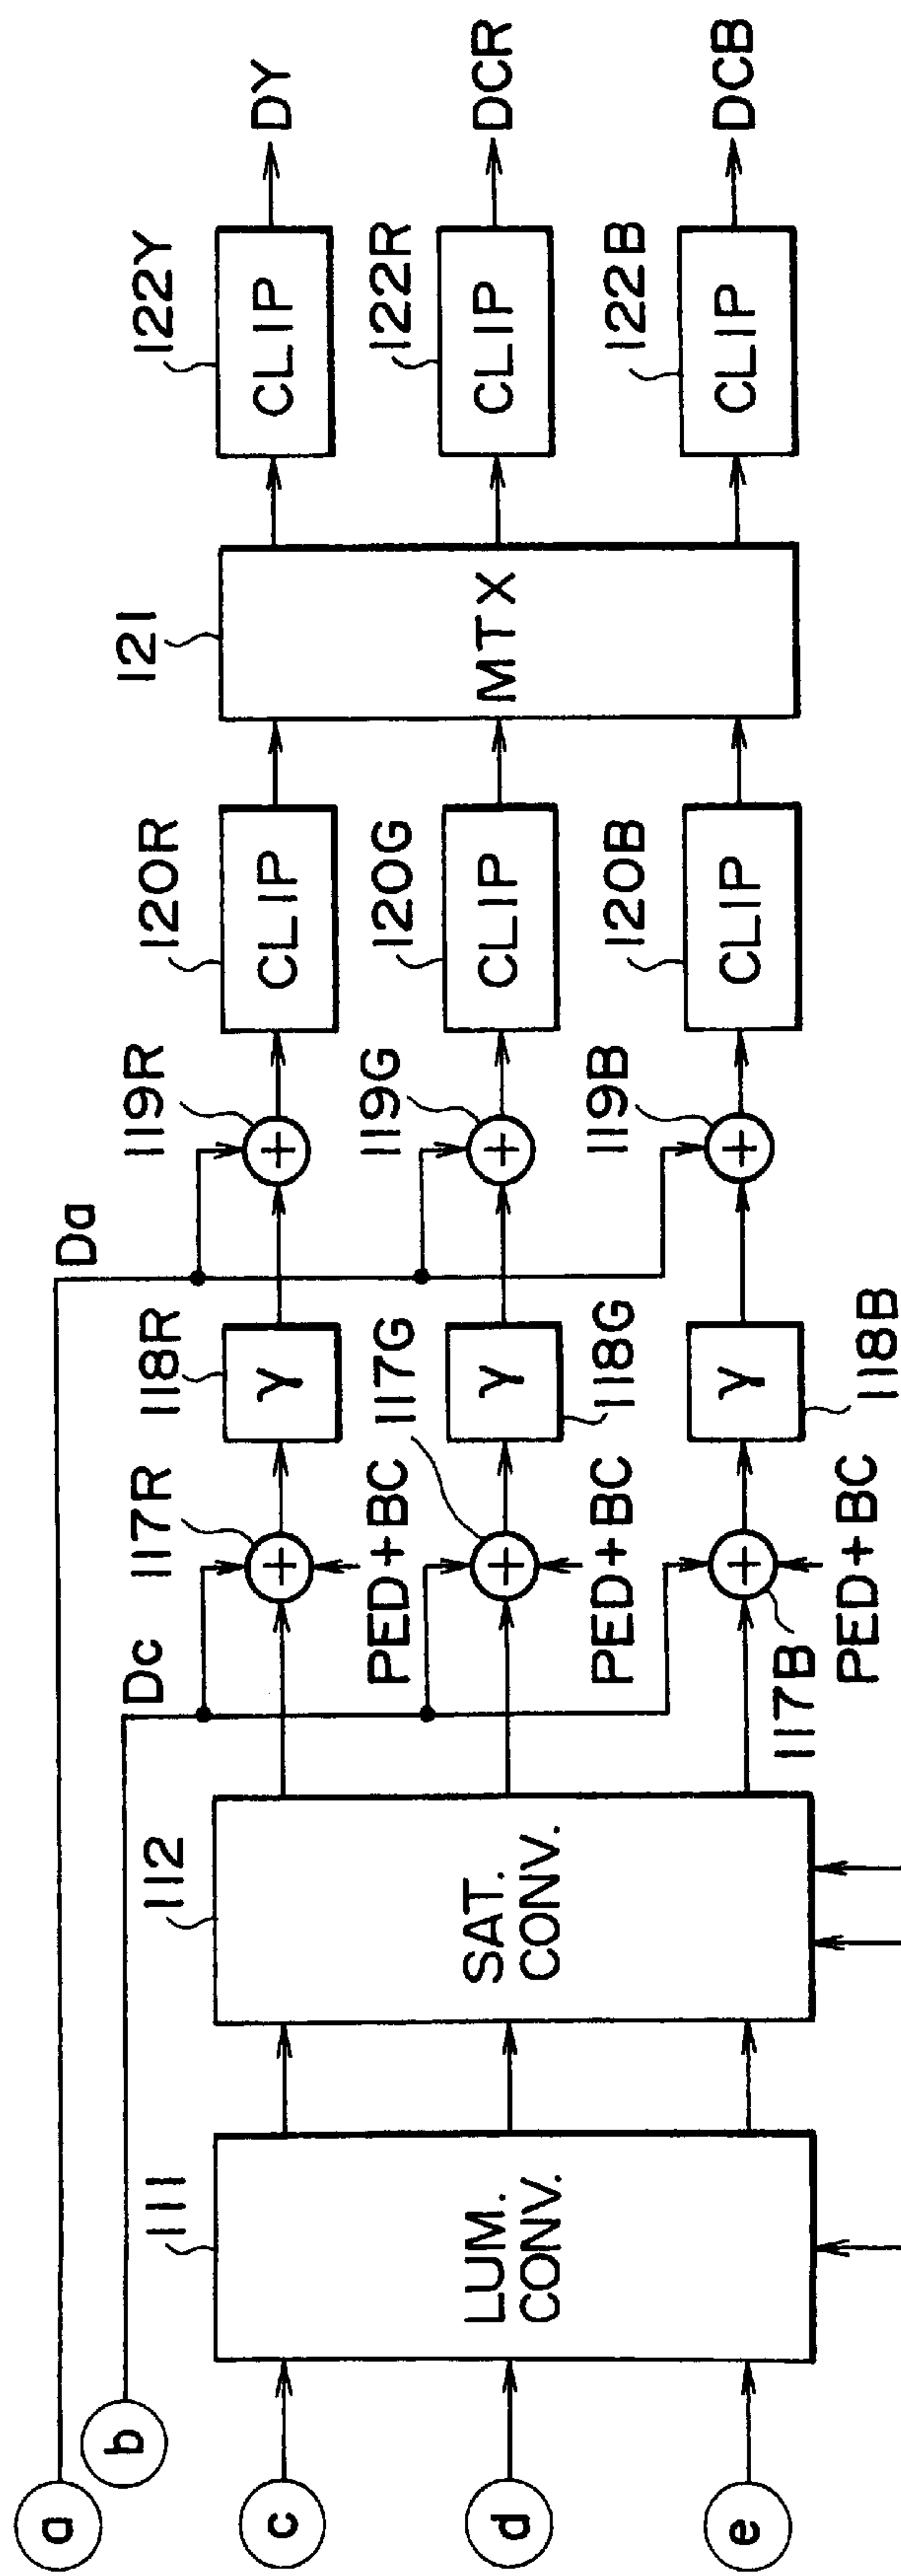 a
Da
b
Dc
c
d
e
111
LUM.
CONV.
112
SAT.
CONV.
117R
+
PED+BC
117G
+
PED+BC
117B
+
PED+BC
118R
γ
118G
γ
118B
γ
119R
+
119G
+
119B
+
120R
CLIP
120G
CLIP
120B
CLIP
121
MTX
122Y
CLIP
DY
122R
CLIP
DCR
122B
CLIP
DCB